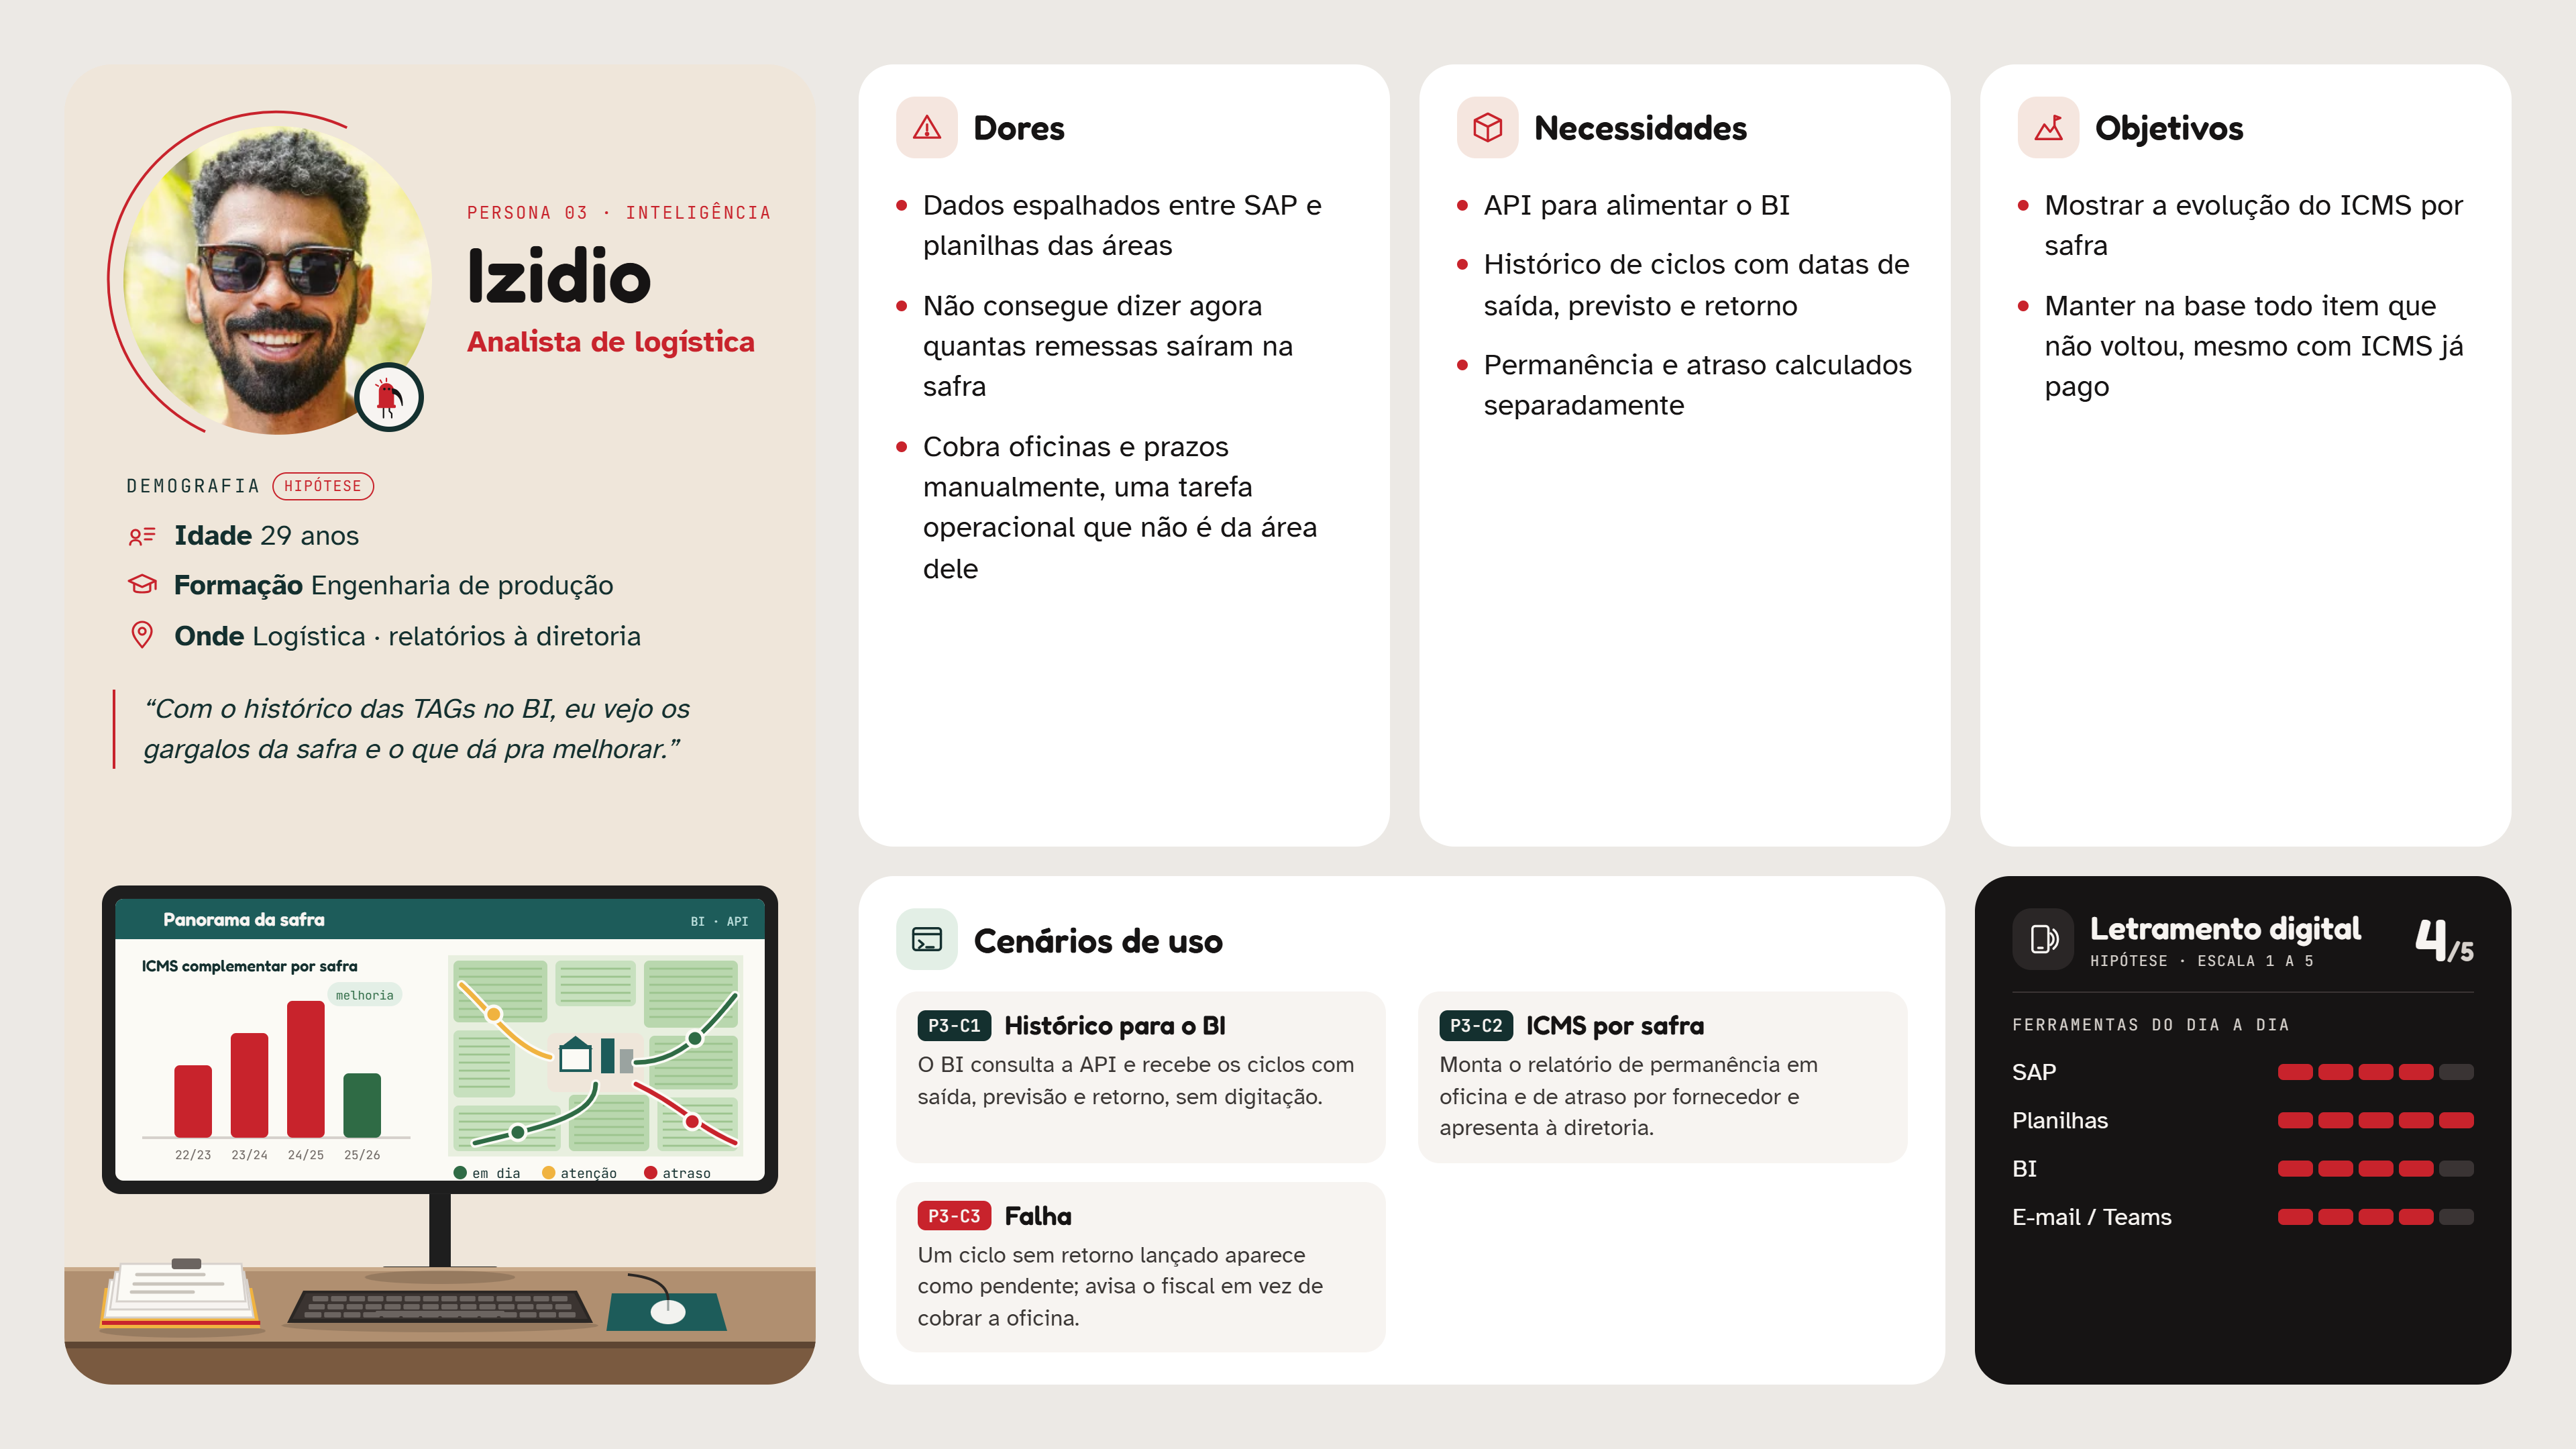 PERSONA 03 · INTELIGÊNCIA
Izidio
Analista de logística
DEMOGRAFIA HIPÓTESE
Idade 29 anos
Formação Engenharia de produção
Onde Logística · relatórios à diretoria
“Com o histórico das TAGs no BI, eu vejo os
gargalos da safra e o que dá pra melhorar.”
Panorama da safra
BI · API
ICMS complementar por safra
melhoria
22/23 23/24 24/25 25/26
em dia atenção atraso
Dores
Dados espalhados entre SAP e
planilhas das áreas
Não consegue dizer agora
quantas remessas saíram na
safra
Cobra oficinas e prazos
manualmente, uma tarefa
operacional que não é da área
dele
Necessidades
API para alimentar o BI
Histórico de ciclos com datas de
saída, previsto e retorno
Permanência e atraso calculados
separadamente
Objetivos
Mostrar a evolução do ICMS por
safra
Manter na base todo item que
não voltou, mesmo com ICMS já
pago
Cenários de uso
P3-C1 Histórico para o BI
O BI consulta a API e recebe os ciclos com
saída, previsão e retorno, sem digitação.
P3-C2 ICMS por safra
Monta o relatório de permanência em
oficina e de atraso por fornecedor e
apresenta à diretoria.
P3-C3 Falha
Um ciclo sem retorno lançado aparece
como pendente; avisa o fiscal em vez de
cobrar a oficina.
Letramento digital
HIPÓTESE · ESCALA 1 A 5
4/5
FERRAMENTAS DO DIA A DIA
SAP
Planilhas
BI
E-mail / Teams